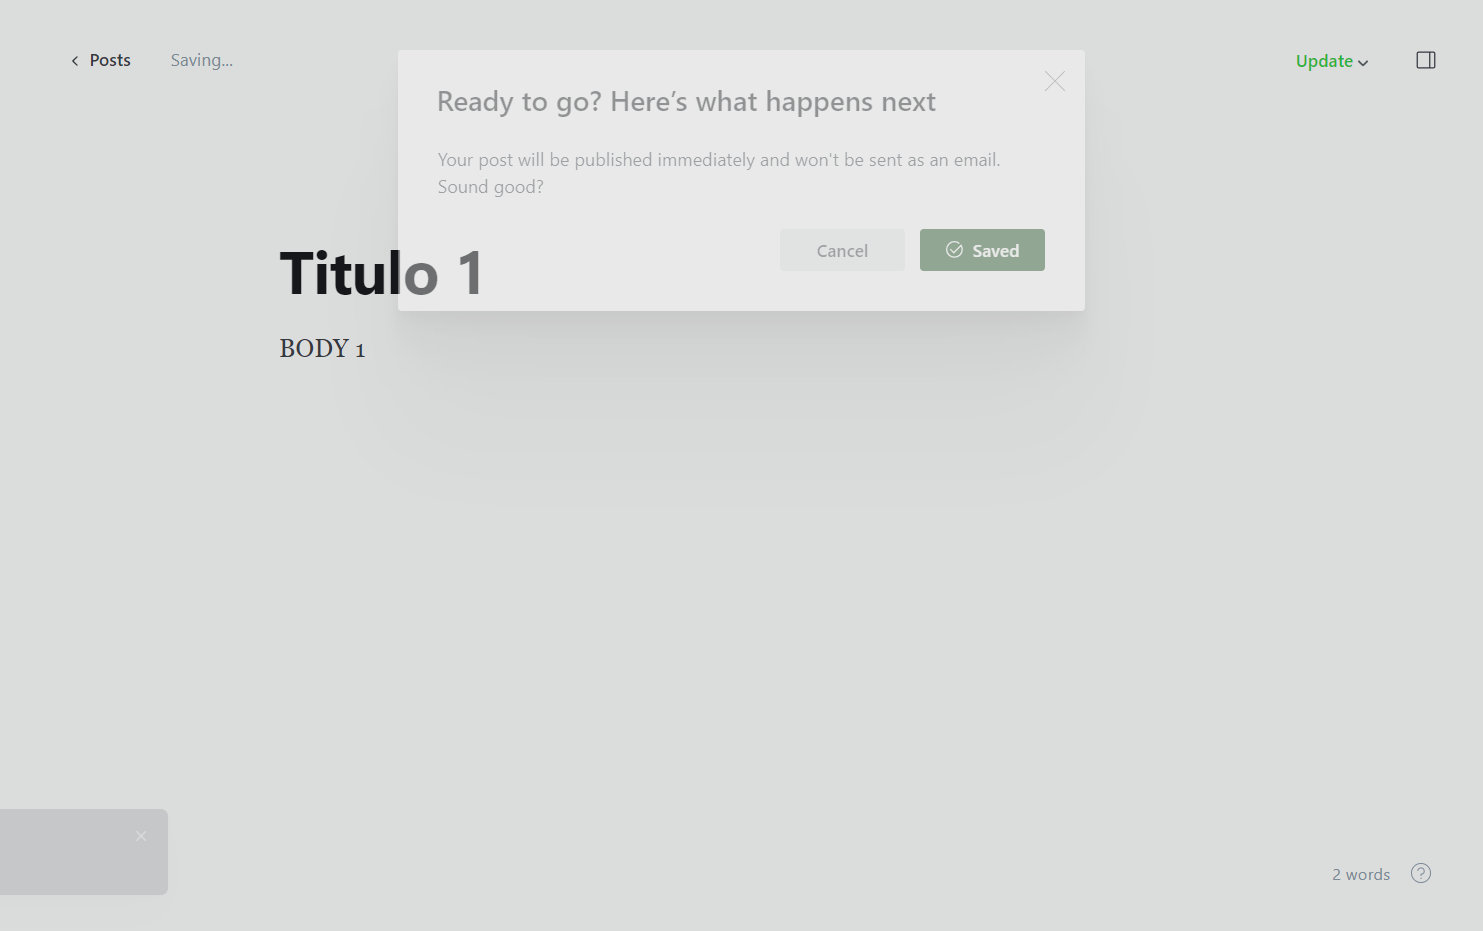 Posts
Saving...
Update
Ready to go? Here’s what happens next
Your post will be published immediately and won't be sent as an email.
Sound good?
Cancel
Saved
Titulo 1
BODY 1
2 words
?